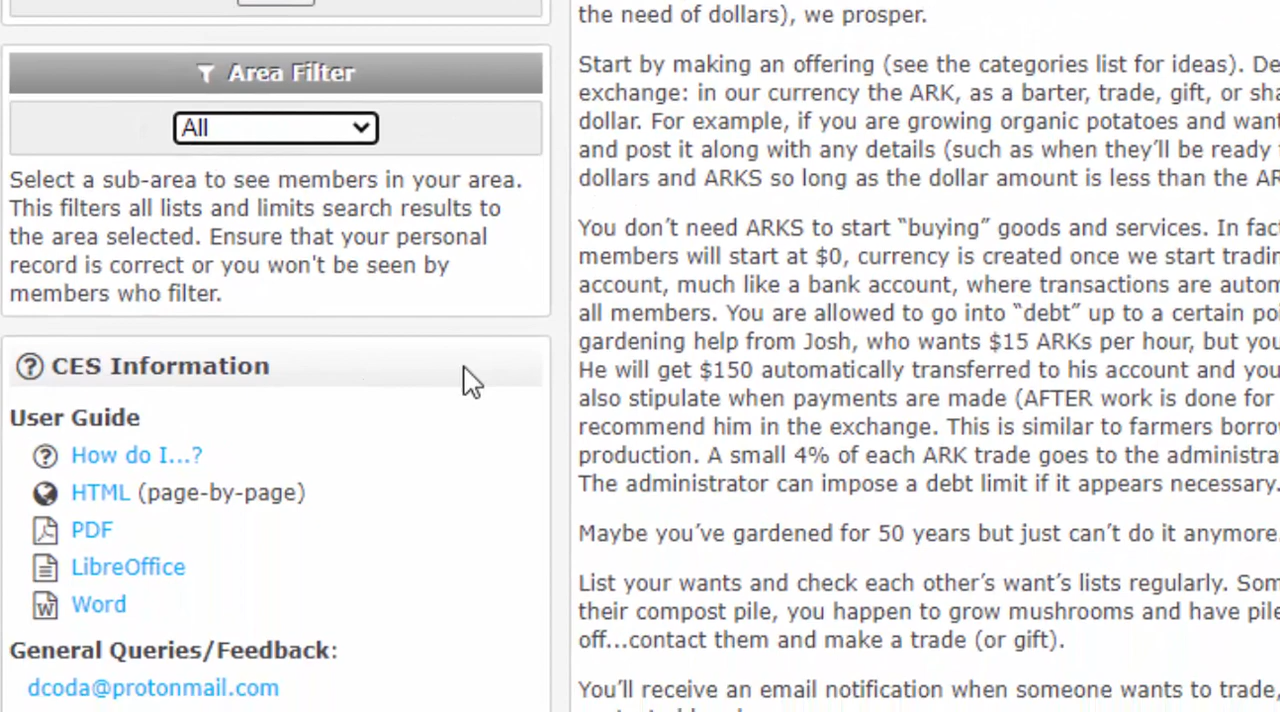 Area Filter
All
Select a sub-area to see members in your area.
This filters all lists and limits search results to
the area selected. Ensure that your personal
record is correct or you won't be seen by
members who filter.
CES Information
User Guide
How do I...?
HTML (page-by-page)
PDF
LibreOffice
Word
General Queries/Feedback:
dcoda@protonmail.com
the need of dollars), we prosper.
Start by making an offering (see the categories list for ideas). De
exchange: in our currency the ARK, as a barter, trade, gift, or sha
dollar. For example, if you are growing organic potatoes and want
and post it along with any details (such as when they’ll be ready
dollars and ARKS so long as the dollar amount is less than the AR
You don’t need ARKS to start “buying” goods and services. In fact
members will start at $0, currency is created once we start tradin
account, much like a bank account, where transactions are autom
all members. You are allowed to go into “debt” up to a certain poi
gardening help from Josh, who wants $15 ARKs per hour, but you
He will get $150 automatically transferred to his account and you
also stipulate when payments are made (AFTER work is done for
recommend him in the exchange. This is similar to farmers borro
production. A small 4% of each ARK trade goes to the administra
The administrator can impose a debt limit if it appears necessary.
Maybe you’ve gardened for 50 years but just can’t do it anymore
List your wants and check each other’s want’s lists regularly. Som
their compost pile, you happen to grow mushrooms and have pile
off...contact them and make a trade (or gift).
You’ll receive an email notification when someone wants to trade,